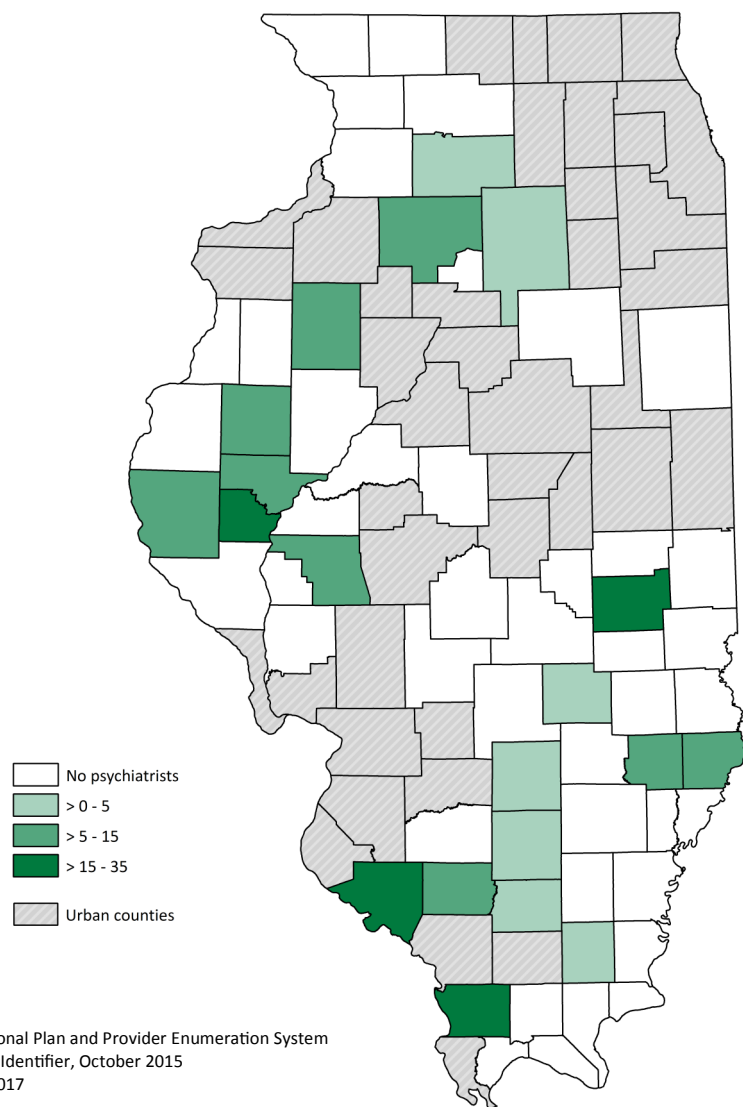 No psychiatrists
> 0 - 5
> 5 - 15
> 15 - 35
Urban counties
onal Plan and Provider Enumeration System
Identifier, October 2015
017